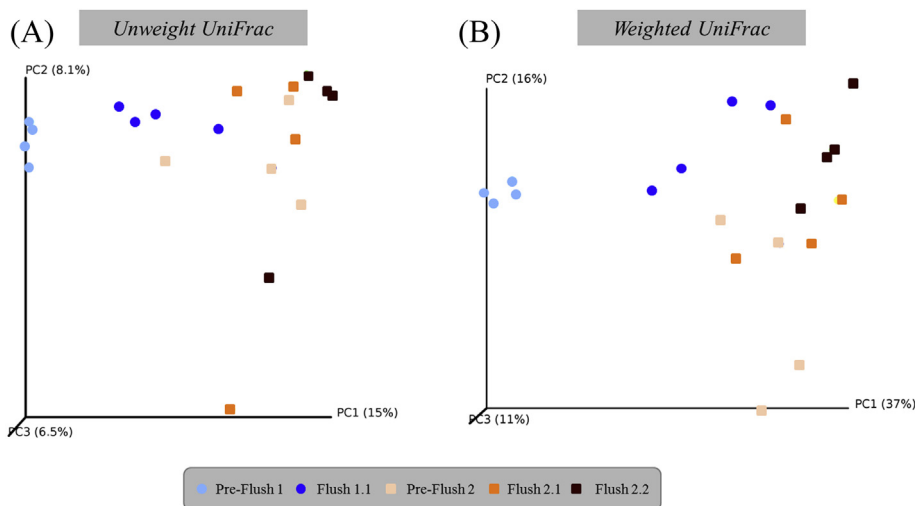 (A)
Unweight UniFrac
PC2 (8.1%)
PC1 (15%)
PC3 (6.5%)
(B)
Weighted UniFrac
PC2 (16%)
PC1 (37%)
PC3 (11%)
Pre-Flush 1 Flush 1.1 Pre-Flush 2 Flush 2.1 Flush 2.2